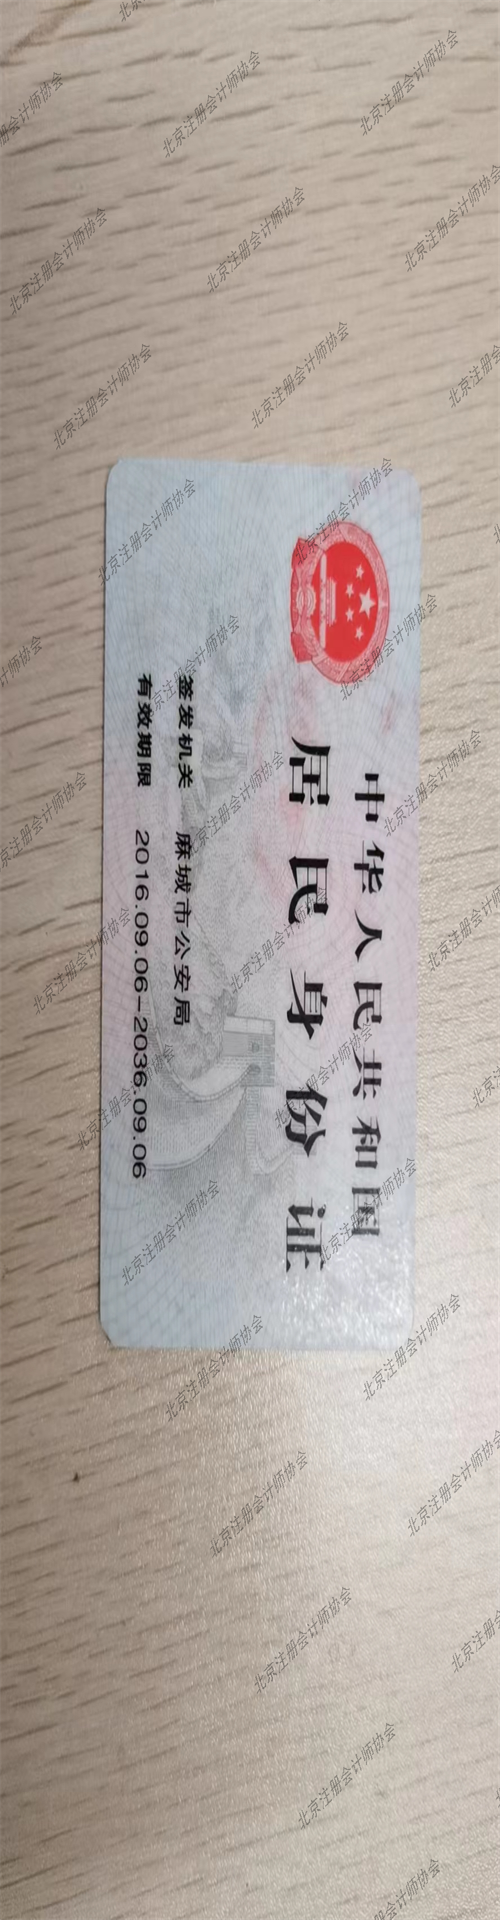 中华人民共和国
居民身份证
签发机关 麻城市公安局
有效期限 2016.09.06-2036.09.06
北京注册会计师协会